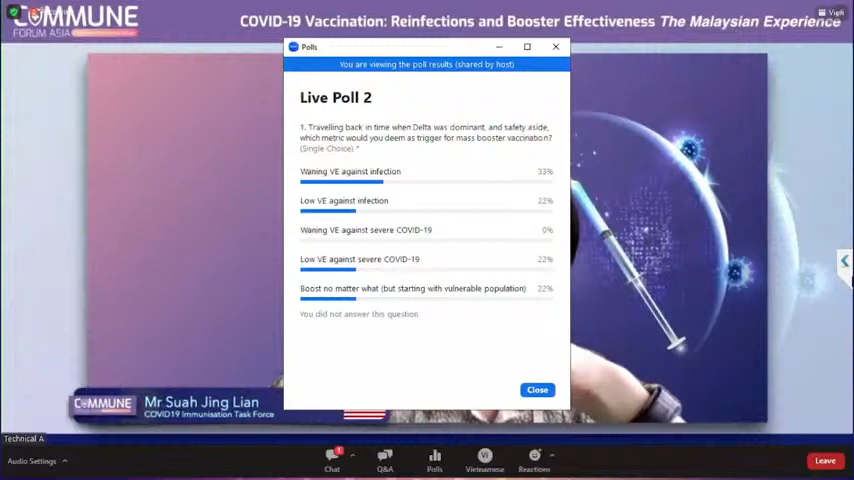 COMMUNE
FORUM ASIA
COVID-19 Vaccination: Reinfections and Booster Effectiveness The Malaysian Experience
View
Polls
You are viewing the poll results (shared by host)
Live Poll 2
1. Travelling back in time when Delta was dominant, and safety aside,
which metric would you deem as trigger for mass booster vaccination?
(Single Choice) *
Waning VE against infection 33%
Low VE against infection 22%
Waning VE against severe COVID-19 0%
Low VE against severe COVID-19 22%
Boost no matter what (but starting with vulnerable population) 22%
You did not answer this question
Close
COMMUNE
Mr Suah Jing Lian
COVID19 Immunisation Task Force
Technical A
Audio Settings
1
Chat
Q&A
Polls
Vi
Vietnamese
Reactions
Leave